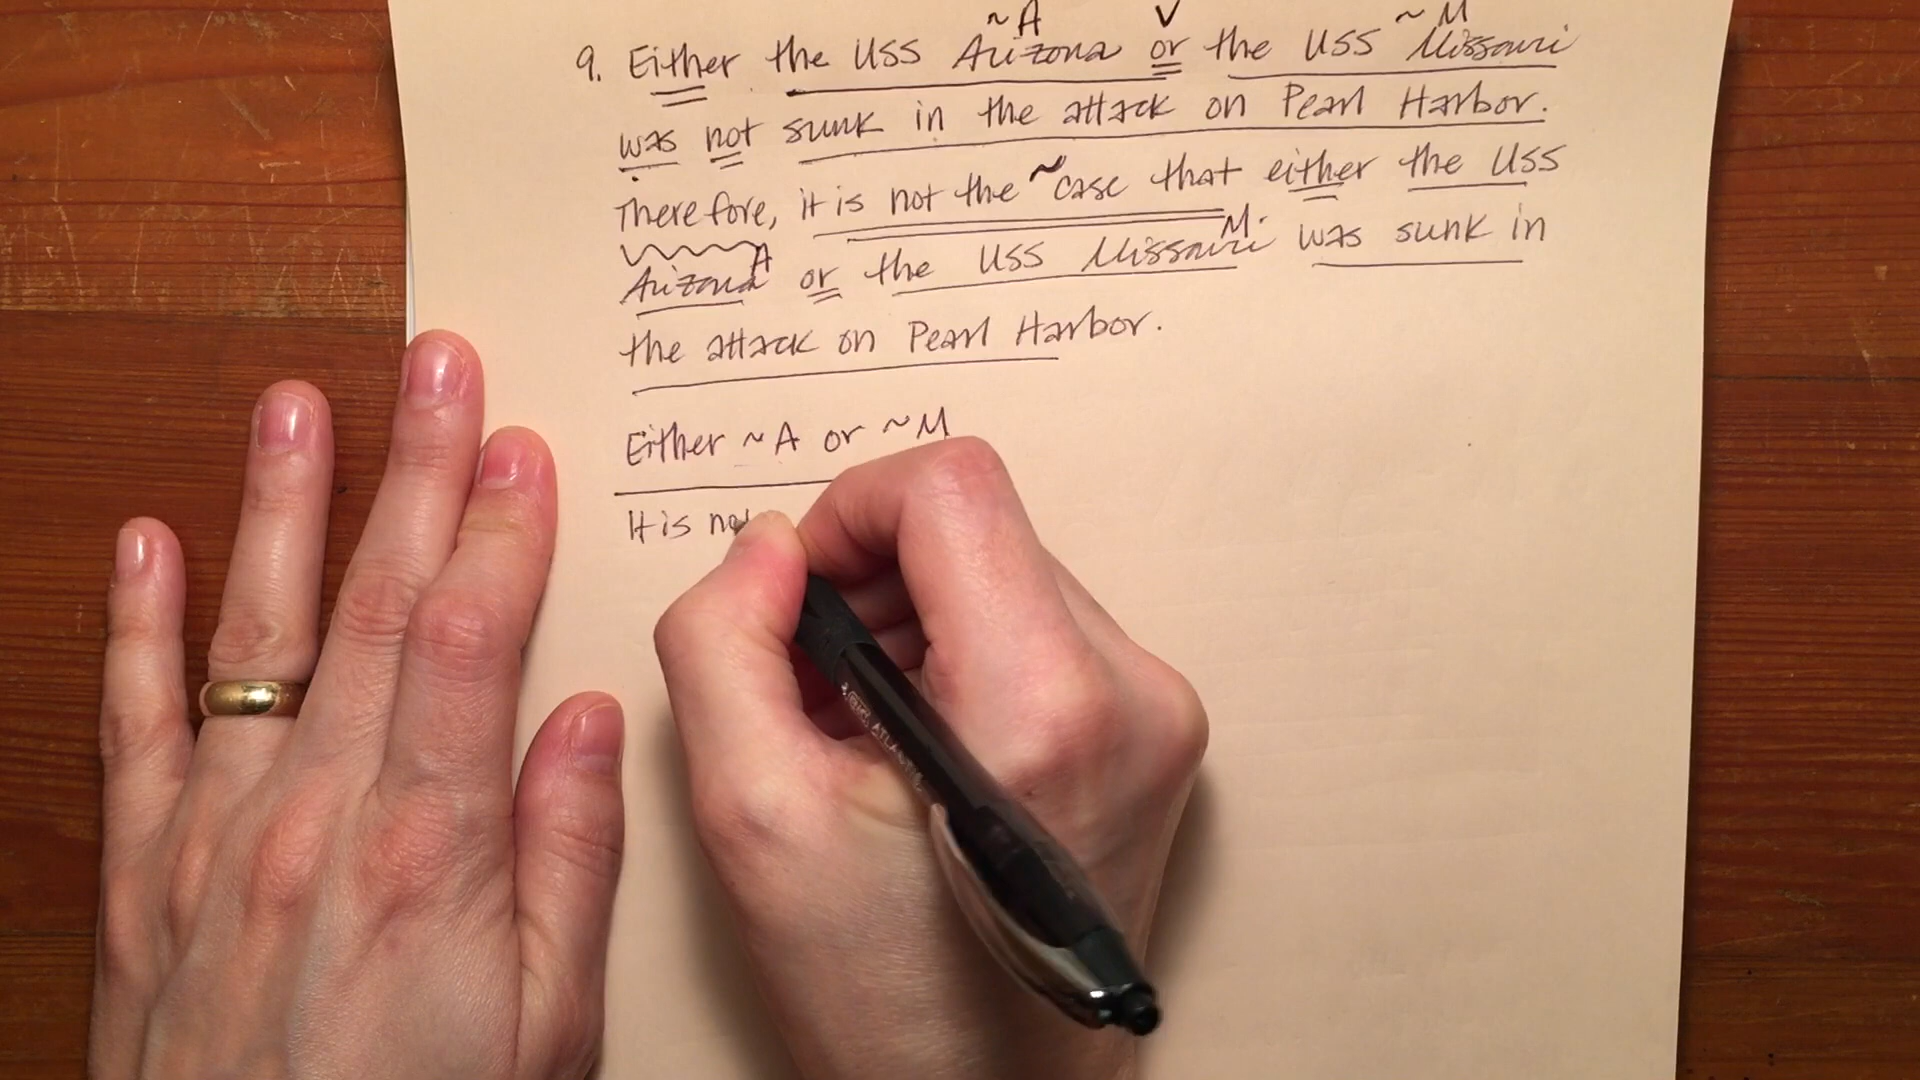 ~A V ~M
9. Either the USS Arizona or the USS Missouri
was not sunk in the attack on Pearl Harbor.
Therefore, it is not the ~ case that either the USS
A M
Arizona or the USS Missouri was sunk in
the attack on Pearl Harbor.
Either ~A or ~M
It is not